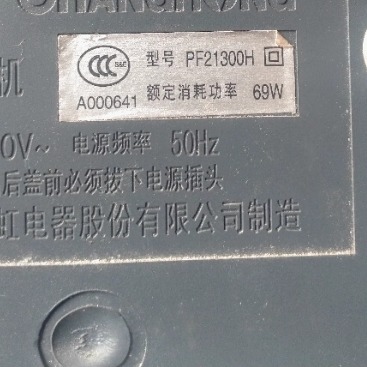 CHANGHONG
机
CCC S&E 型号 PF21300H
A000641 额定消耗功率 69W
0V~ 电源频率 50Hz
后盖前必须拔下电源插头
虹电器股份有限公司制造